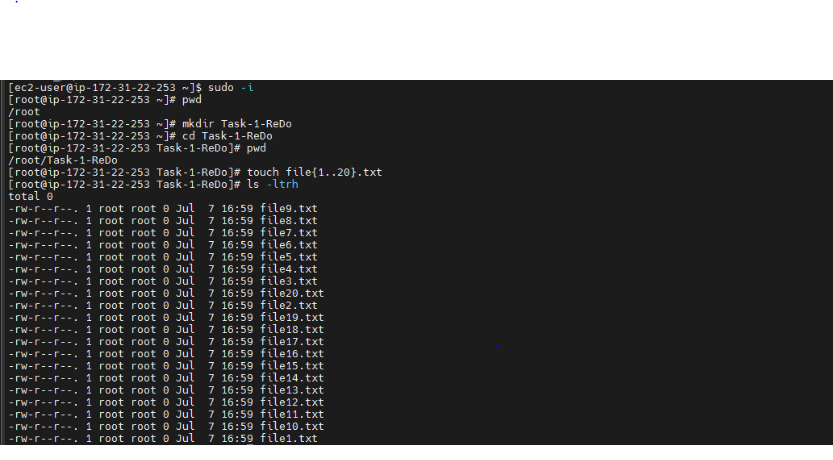 [ec2-user@ip-172-31-22-253 ~]$ sudo -i
[root@ip-172-31-22-253 ~]# pwd
/root
[root@ip-172-31-22-253 ~]# mkdir Task-1-ReDo
[root@ip-172-31-22-253 ~]# cd Task-1-ReDo
[root@ip-172-31-22-253 Task-1-ReDo]# pwd
/root/Task-1-ReDo
[root@ip-172-31-22-253 Task-1-ReDo]# touch file{1..20}.txt
[root@ip-172-31-22-253 Task-1-ReDo]# ls -ltrh
total 0
-rw-r--r--. 1 root root 0 Jul  7 16:59 file9.txt
-rw-r--r--. 1 root root 0 Jul  7 16:59 file8.txt
-rw-r--r--. 1 root root 0 Jul  7 16:59 file7.txt
-rw-r--r--. 1 root root 0 Jul  7 16:59 file6.txt
-rw-r--r--. 1 root root 0 Jul  7 16:59 file5.txt
-rw-r--r--. 1 root root 0 Jul  7 16:59 file4.txt
-rw-r--r--. 1 root root 0 Jul  7 16:59 file3.txt
-rw-r--r--. 1 root root 0 Jul  7 16:59 file20.txt
-rw-r--r--. 1 root root 0 Jul  7 16:59 file2.txt
-rw-r--r--. 1 root root 0 Jul  7 16:59 file19.txt
-rw-r--r--. 1 root root 0 Jul  7 16:59 file18.txt
-rw-r--r--. 1 root root 0 Jul  7 16:59 file17.txt
-rw-r--r--. 1 root root 0 Jul  7 16:59 file16.txt
-rw-r--r--. 1 root root 0 Jul  7 16:59 file15.txt
-rw-r--r--. 1 root root 0 Jul  7 16:59 file14.txt
-rw-r--r--. 1 root root 0 Jul  7 16:59 file13.txt
-rw-r--r--. 1 root root 0 Jul  7 16:59 file12.txt
-rw-r--r--. 1 root root 0 Jul  7 16:59 file11.txt
-rw-r--r--. 1 root root 0 Jul  7 16:59 file10.txt
-rw-r--r--. 1 root root 0 Jul  7 16:59 file1.txt